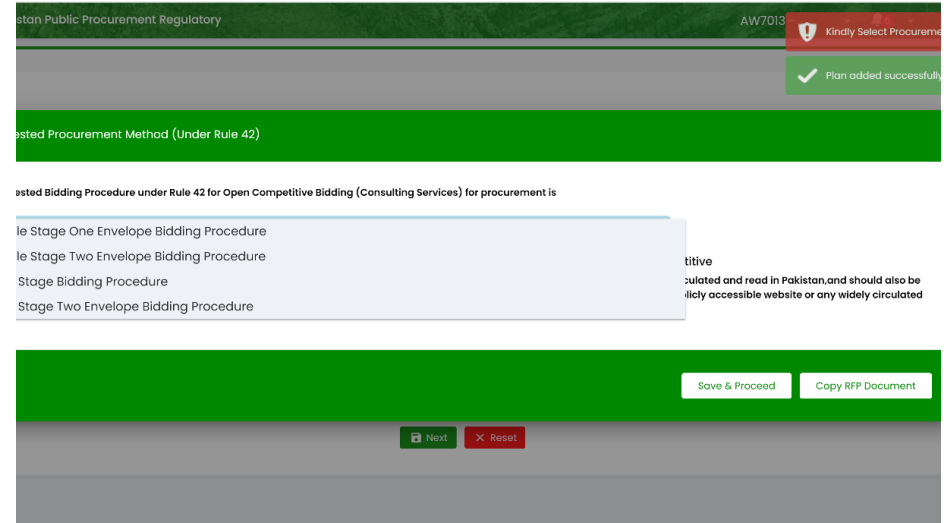 stan Public Procurement Regulatory
AW7013
0
Kindly Select Procureme
Plan added successfully
ested Procurement Method (Under Rule 42)
ested Bidding Procedure under Rule 42 for Open Competitive Bidding (Consulting Services) for procurement is
le Stage One Envelope Bidding Procedure
le Stage Two Envelope Bidding Procedure
Stage Bidding Procedure
Stage Two Envelope Bidding Procedure
titive
culated and read in Pakistan,and should also be
licly accessible website or any widely circulated
Save & Proceed
Copy RFP Document
Next
Reset